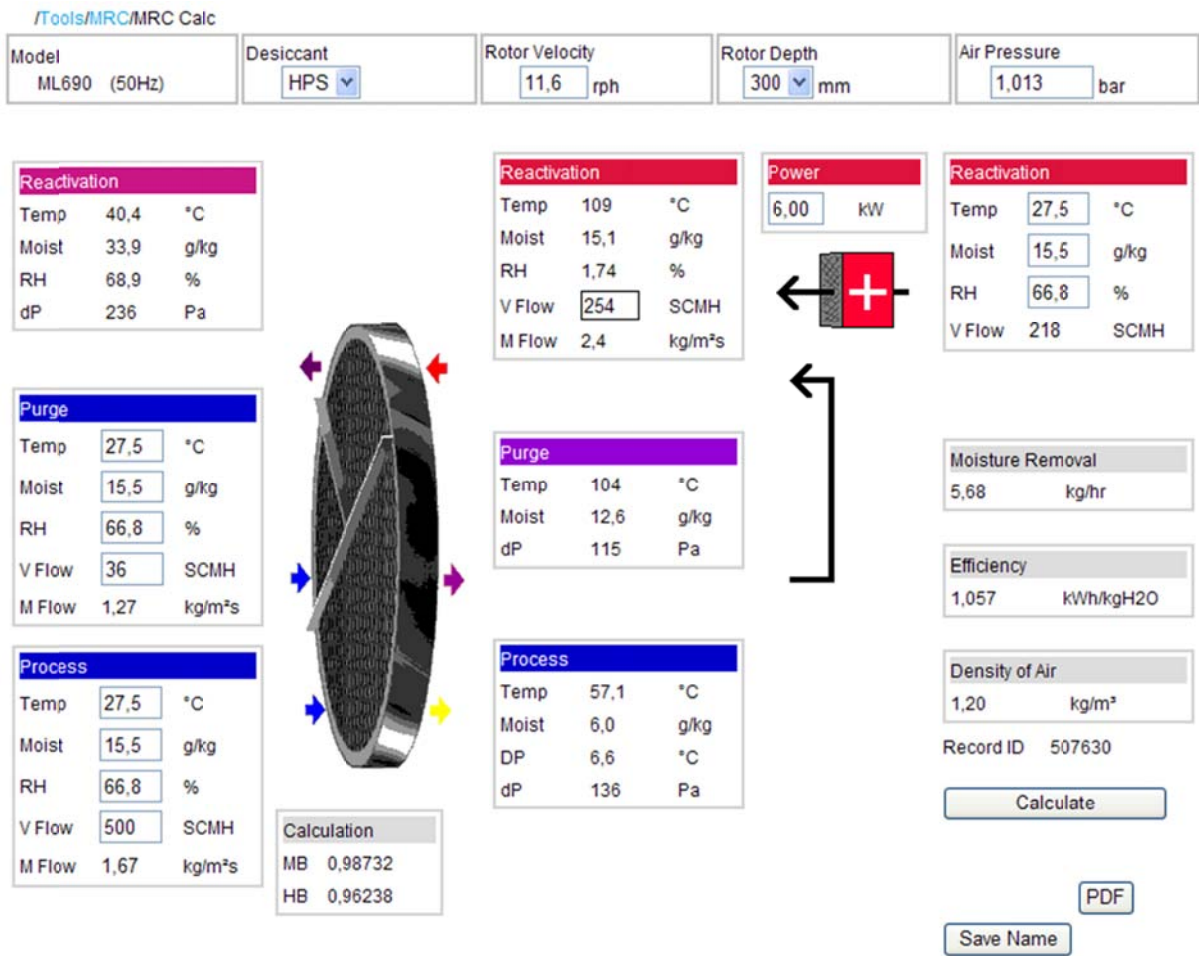 /Tools/MRC/MRC Calc
Model
ML690 (50Hz)
Desiccant
HPS
Rotor Velocity
11,6 rph
Rotor Depth
300 mm
Air Pressure
1,013 bar
Reactivation
Temp 40,4 °C
Moist 33,9 g/kg
RH 68,9 %
dP 236 Pa
Reactivation
Temp 109 °C
Moist 15,1 g/kg
RH 1,74 %
V Flow 254 SCMH
M Flow 2,4 kg/m²s
Power
6,00 kW
Reactivation
Temp 27,5 °C
Moist 15,5 g/kg
RH 66,8 %
V Flow 218 SCMH
Purge
Temp 27,5 °C
Moist 15,5 g/kg
RH 66,8 %
V Flow 36 SCMH
M Flow 1,27 kg/m²s
Purge
Temp 104 °C
Moist 12,6 g/kg
dP 115 Pa
Moisture Removal
5,68 kg/hr
Efficiency
1,057 kWh/kgH2O
Process
Temp 27,5 °C
Moist 15,5 g/kg
RH 66,8 %
V Flow 500 SCMH
M Flow 1,67 kg/m²s
Process
Temp 57,1 °C
Moist 6,0 g/kg
DP 6,6 °C
dP 136 Pa
Density of Air
1,20 kg/m³
Record ID 507630
Calculate
Calculation
MB 0,98732
HB 0,96238
PDF
Save Name